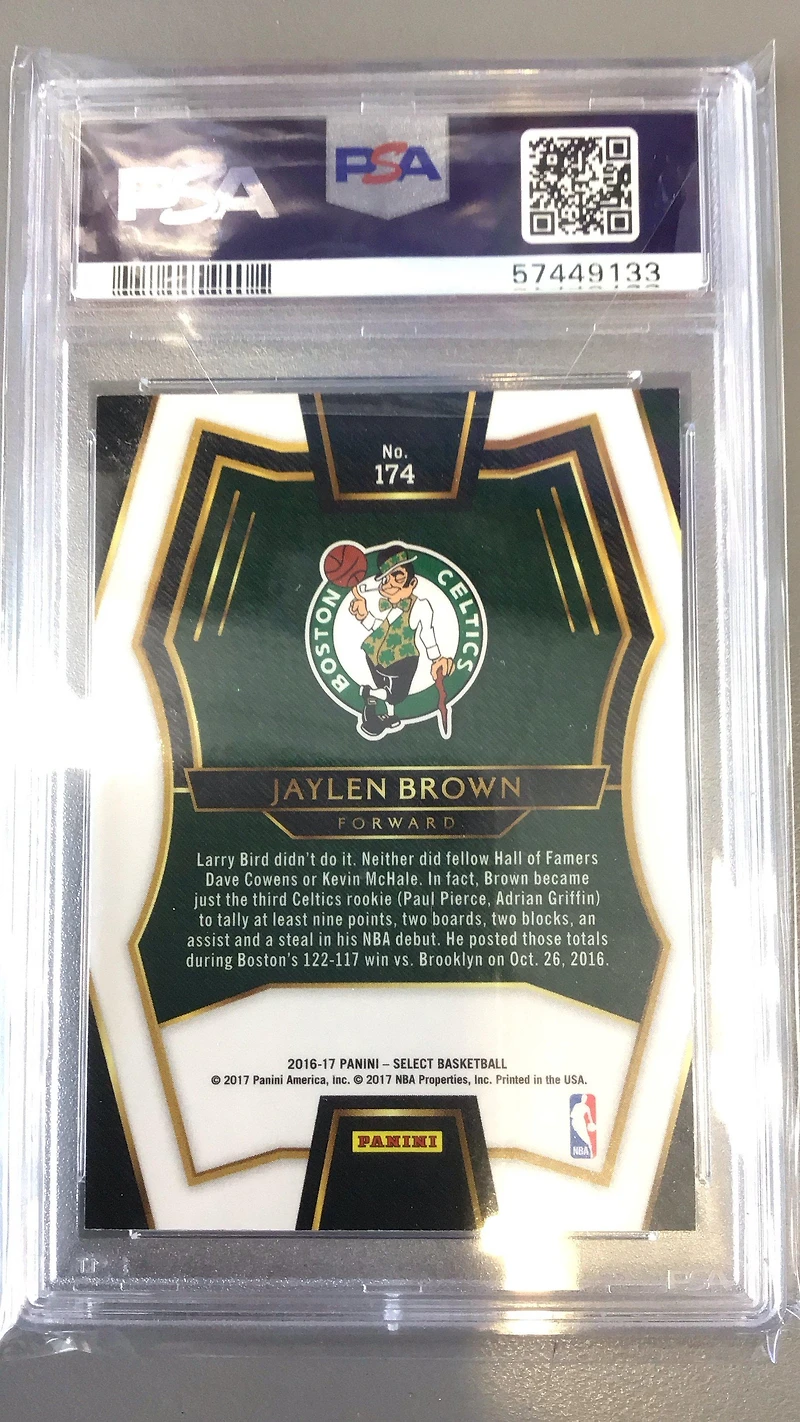 PSA
PSA
57449133
No.
174
BOSTON CELTICS
JAYLEN BROWN
FORWARD
Larry Bird didn't do it. Neither did fellow Hall of Famers
Dave Cowens or Kevin McHale. In fact, Brown became
just the third Celtics rookie (Paul Pierce, Adrian Griffin)
to tally at least nine points, two boards, two blocks, an
assist and a steal in his NBA debut. He posted those totals
during Boston's 122-117 win vs. Brooklyn on Oct. 26, 2016.
2016-17 PANINI – SELECT BASKETBALL
© 2017 Panini America, Inc. © 2017 NBA Properties, Inc. Printed in the USA.
PANINI
NBA
PSA